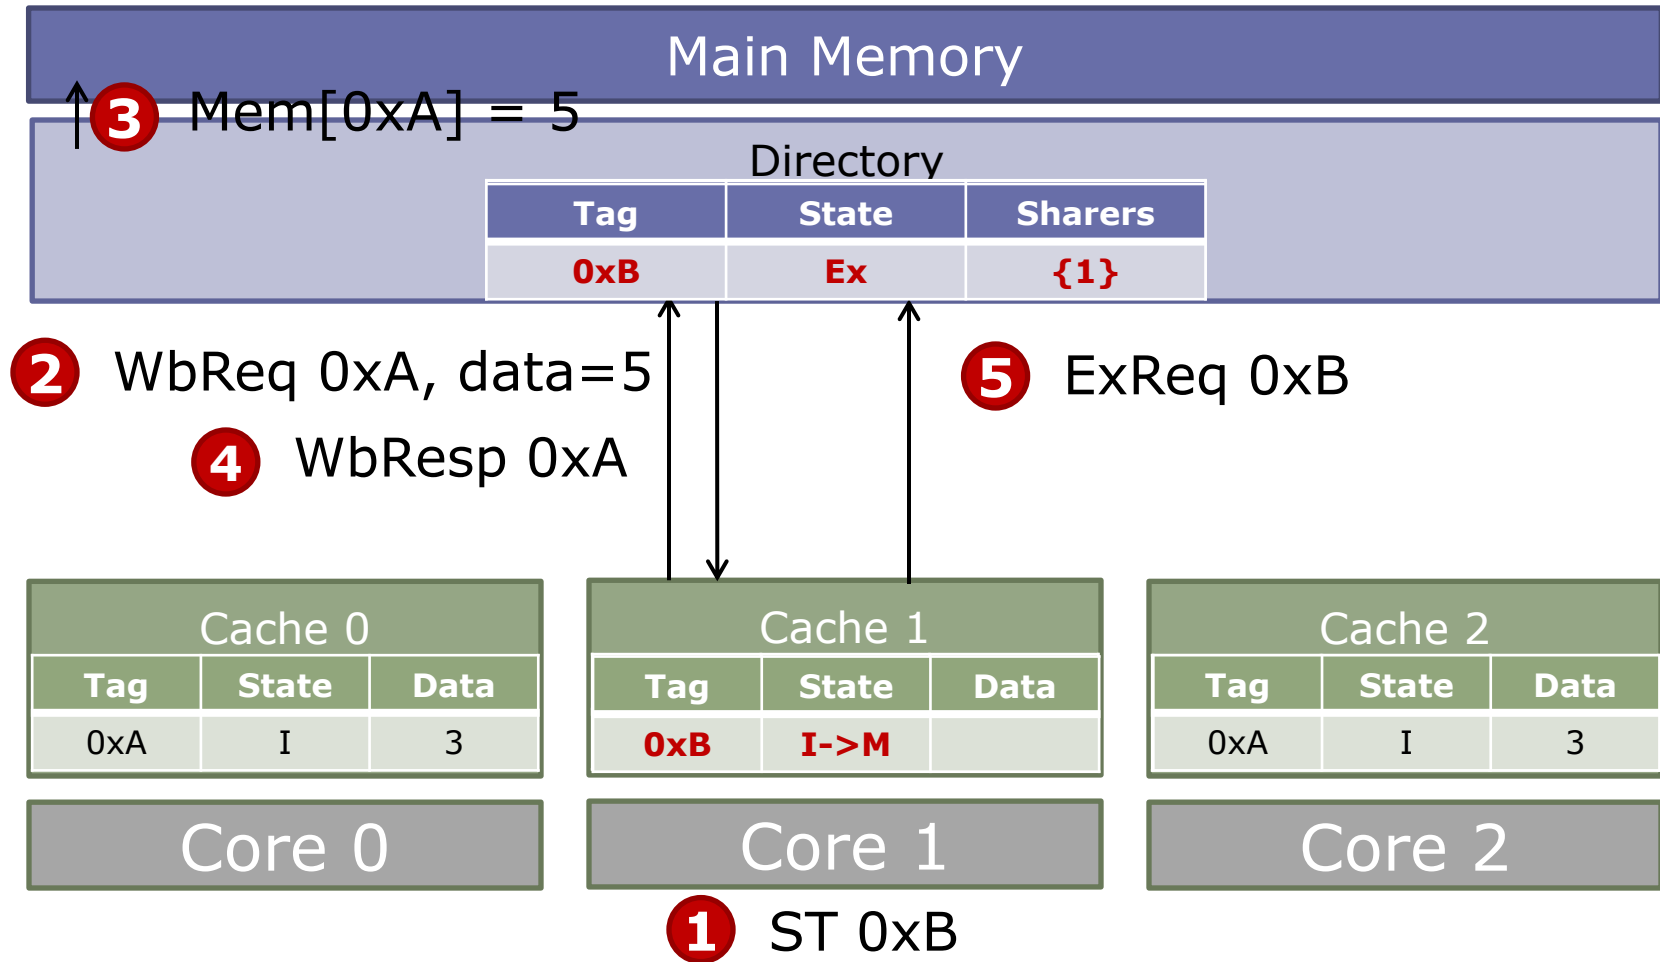 Main Memory
3 Mem[0xA] = 5
Directory
Tag State Sharers
0xB Ex {1}
2 WbReq 0xA, data=5
5 ExReq 0xB
4 WbResp 0xA
Cache 0
Tag State Data
0xA I 3
Cache 1
Tag State Data
0xB I->M
Cache 2
Tag State Data
0xA I 3
Core 0
Core 1
Core 2
1 ST 0xB